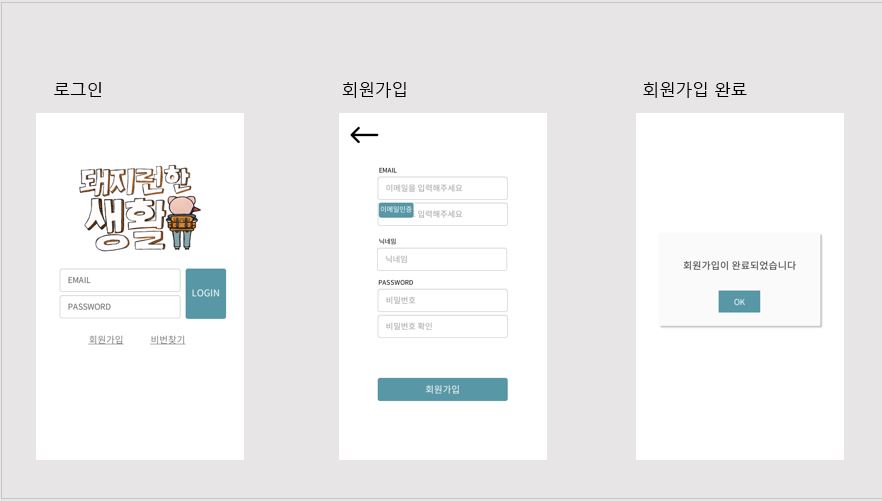 로그인
돼지런한
생활
EMAIL
PASSWORD
LOGIN
회원가입
비번찾기
회원가입
EMAIL
이메일을 입력해주세요
이메일인증
입력해주세요
닉네임
닉네임
PASSWORD
비밀번호
비밀번호 확인
회원가입
회원가입 완료
회원가입이 완료되었습니다
OK